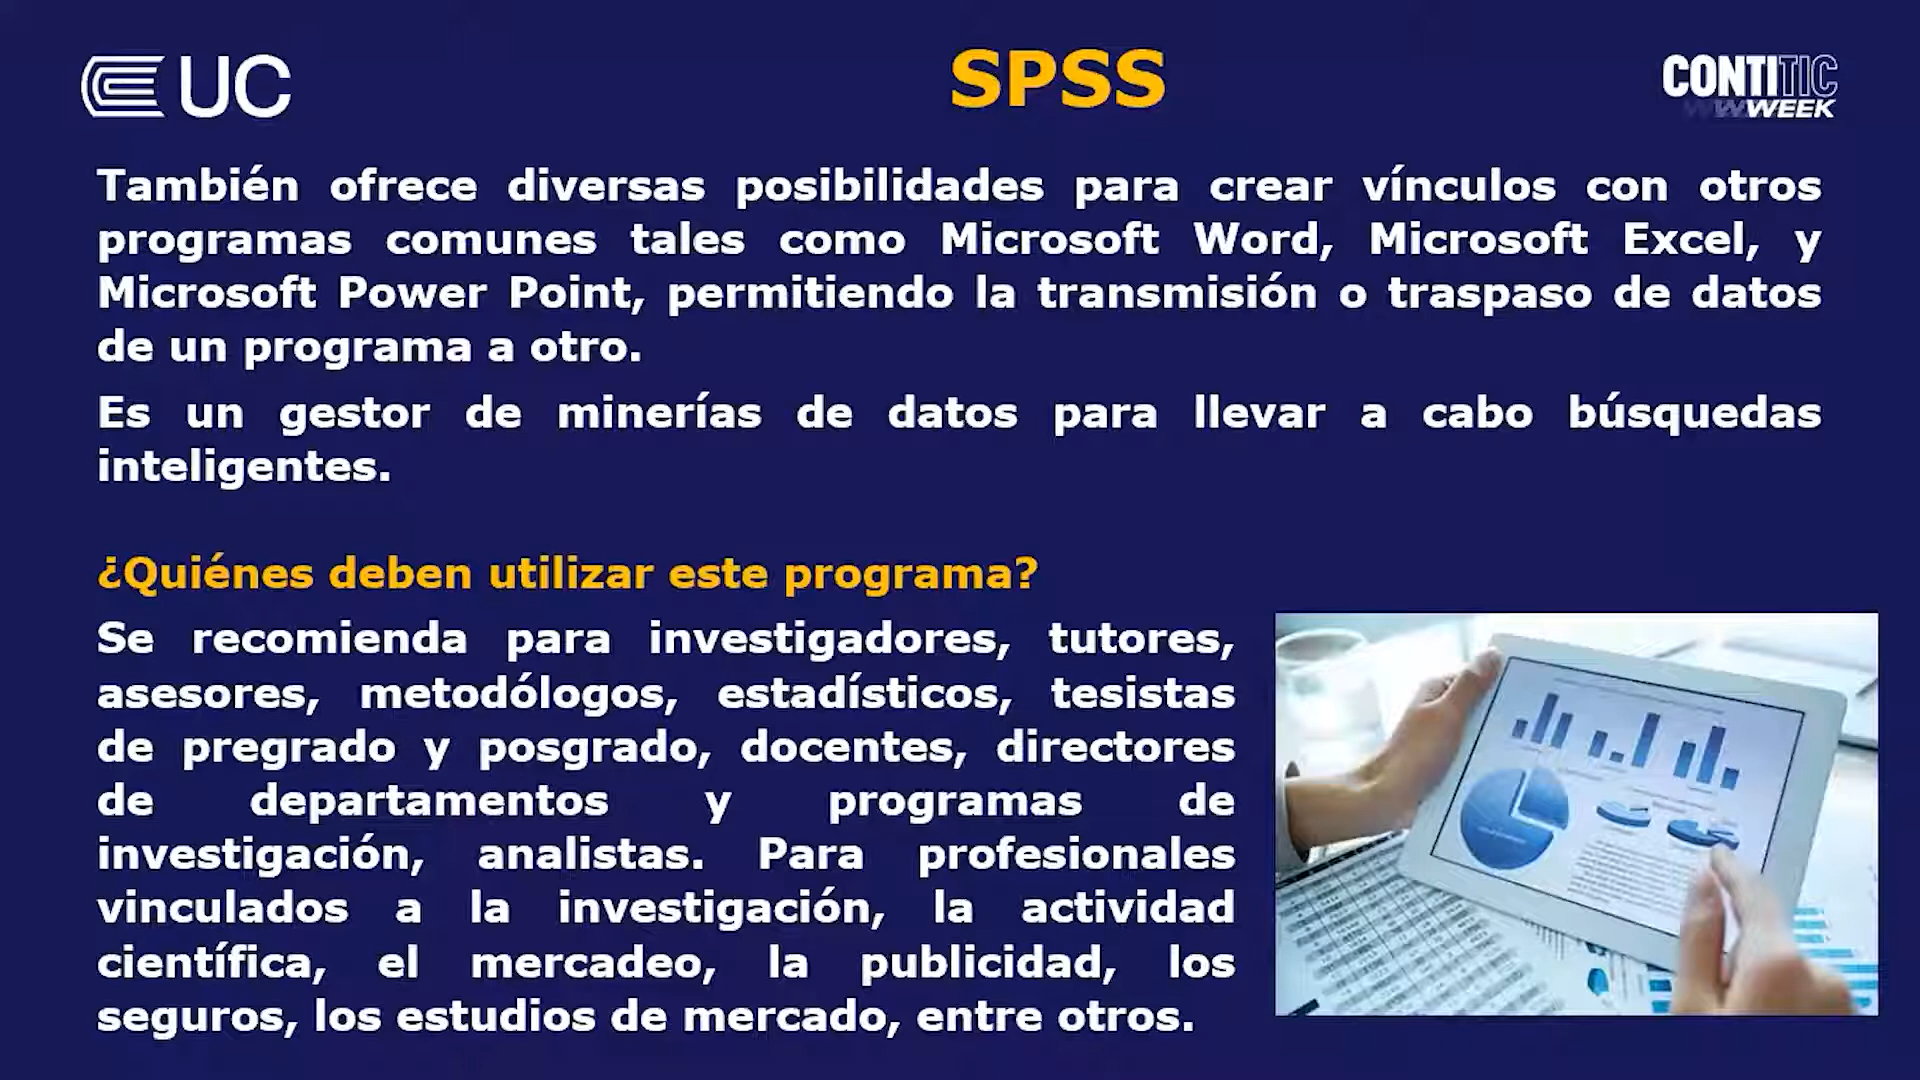 UC
SPSS
CONTITIC
WEEK
También ofrece diversas posibilidades para crear vínculos con otros
programas comunes tales como Microsoft Word, Microsoft Excel, y
Microsoft Power Point, permitiendo la transmisión o traspaso de datos
de un programa a otro.
Es un gestor de minerías de datos para llevar a cabo búsquedas
inteligentes.
¿Quiénes deben utilizar este programa?
Se recomienda para investigadores, tutores,
asesores, metodólogos, estadísticos, tesistas
de pregrado y posgrado, docentes, directores
de departamentos y programas de
investigación, analistas. Para profesionales
vinculados a la investigación, la actividad
científica, el mercadeo, la publicidad, los
seguros, los estudios de mercado, entre otros.